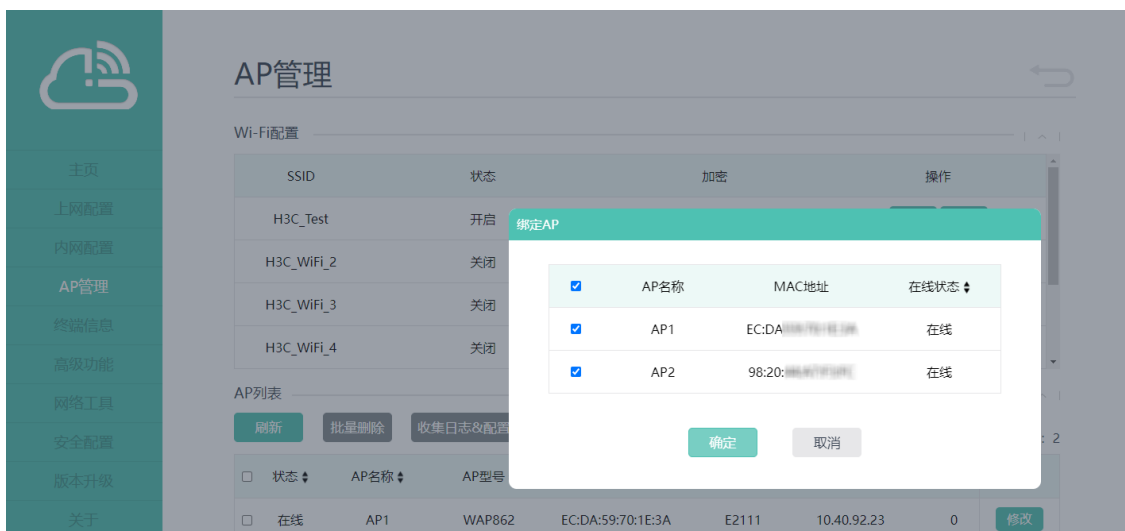 AP管理
Wi-Fi配置
SSID 状态 加密 操作
H3C_Test 开启
H3C_WiFi_2 关闭
H3C_WiFi_3 关闭
H3C_WiFi_4 关闭
主页
上网配置
内网配置
AP管理
终端信息
高级功能
网络工具
安全配置
版本升级
关于
绑定AP
AP名称 MAC地址 在线状态
AP1 EC:DA 在线
AP2 98:20: 在线
确定 取消
AP列表
刷新 批量删除 收集日志&配置 : 2
状态 AP名称 AP型号
在线 AP1 WAP862 EC:DA:59:70:1E:3A E2111 10.40.92.23 0 修改